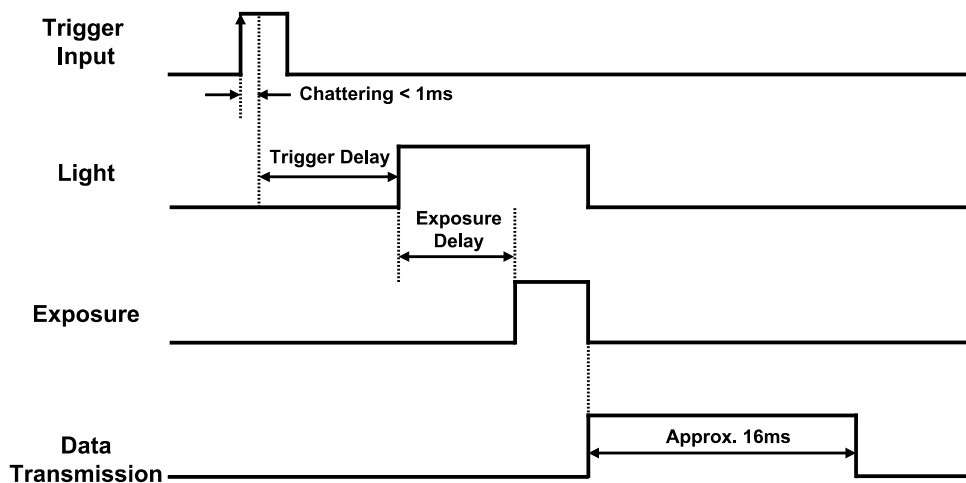 Trigger
Input
Chattering < 1ms
Trigger Delay
Light
Exposure
Delay
Exposure
Approx. 16ms
Data
Transmission